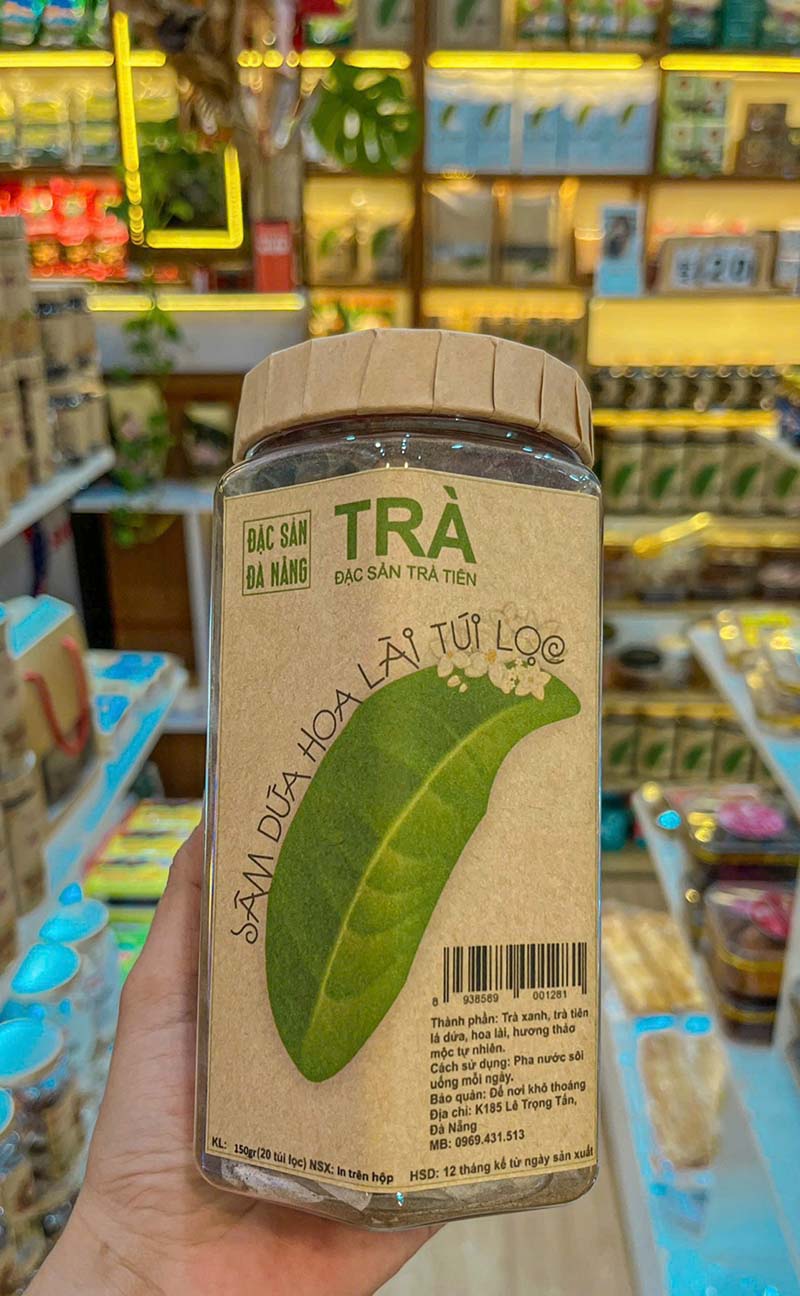 ĐẶC SẢN
ĐÀ NẴNG
TRÀ
ĐẶC SẢN TRÀ TIÊN
SÂM DỨA HOA LÀI TÚI LỌC
8 938589 001281
Thành phần: Trà xanh, trà tiên
lá dứa, hoa lài, hương thảo
mộc tự nhiên.
Cách sử dụng: Pha nước sôi
uống mỗi ngày.
Bảo quản: Để nơi khô thoáng
Địa chỉ: K185 Lê Trọng Tấn,
Đà Nẵng
MB: 0969.431.513
KL: 150gr(20 túi lọc) NSX: In trên hộp
HSD: 12 tháng kể từ ngày sản xuất